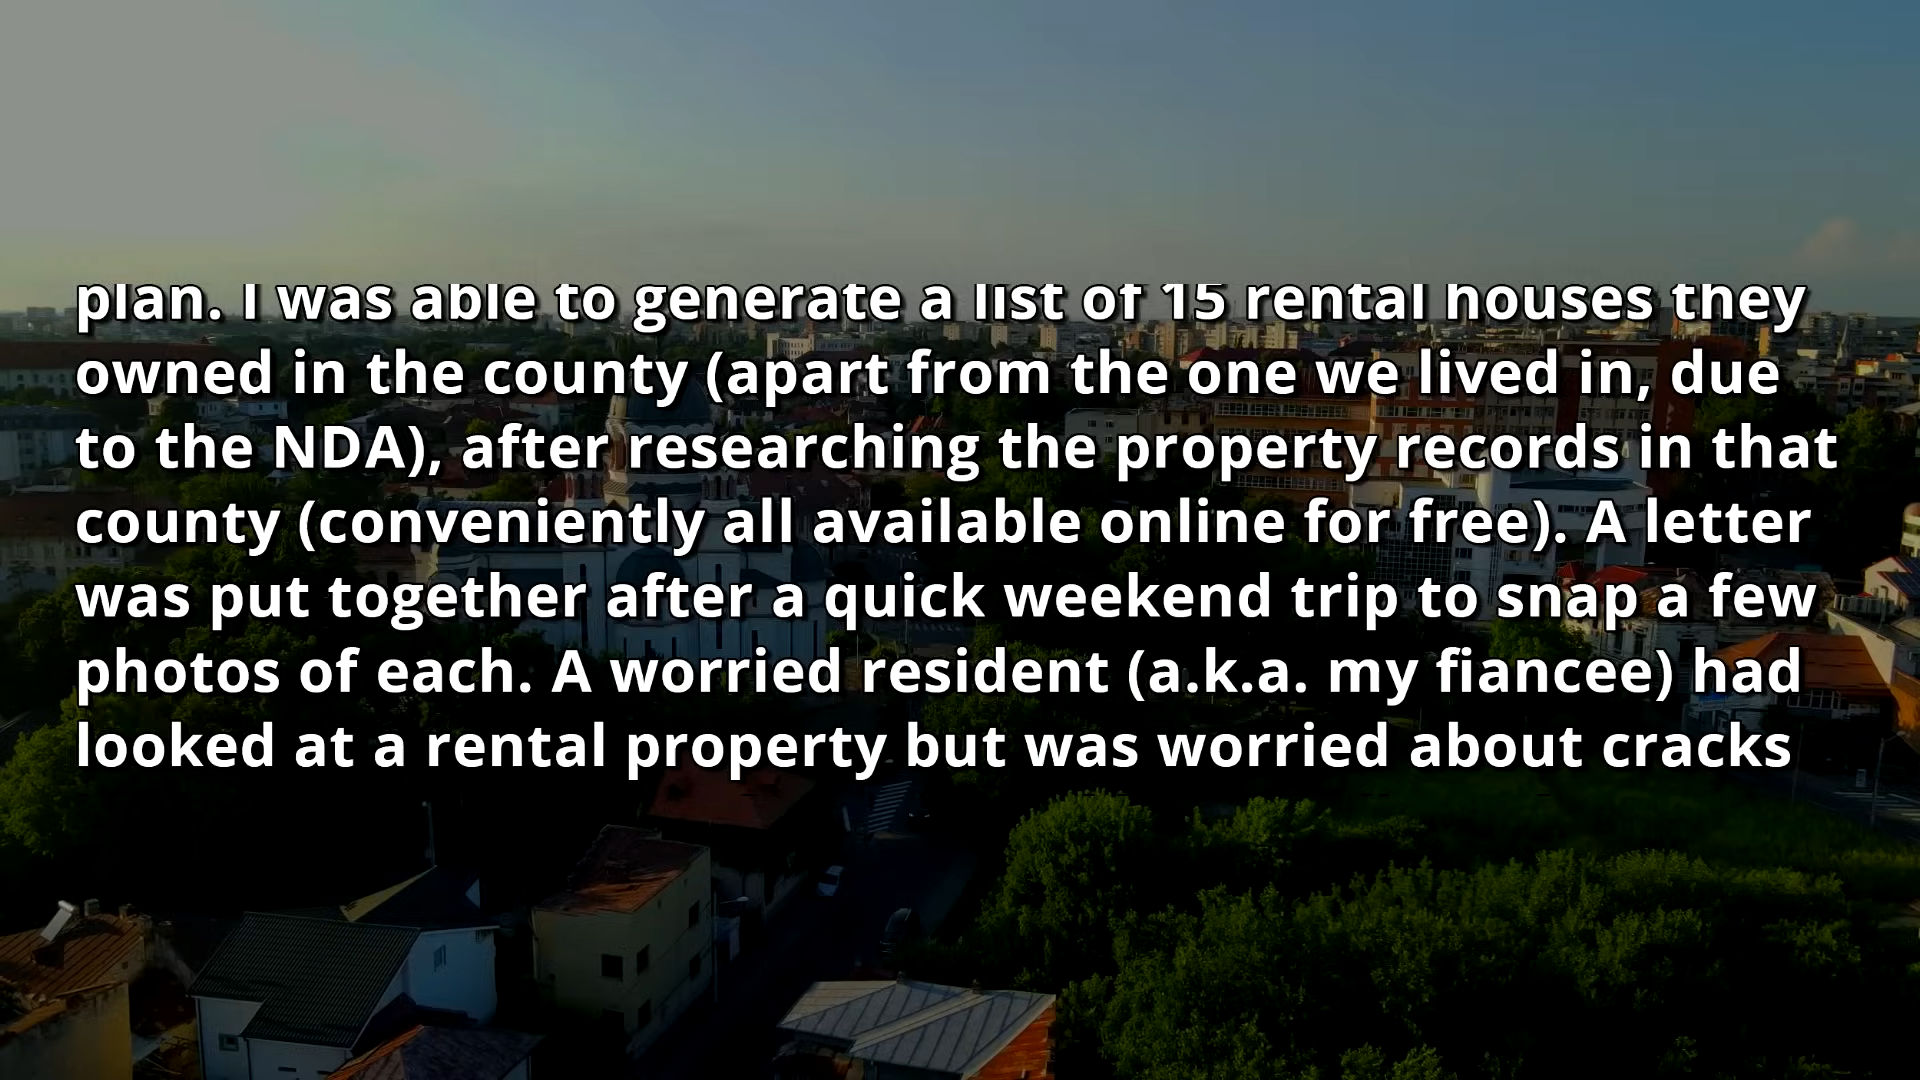 plan. I was able to generate a list of 15 rental houses they
owned in the county (apart from the one we lived in, due
to the NDA), after researching the property records in that
county (conveniently all available online for free). A letter
was put together after a quick weekend trip to snap a few
photos of each. A worried resident (a.k.a. my fiancee) had
looked at a rental property but was worried about cracks